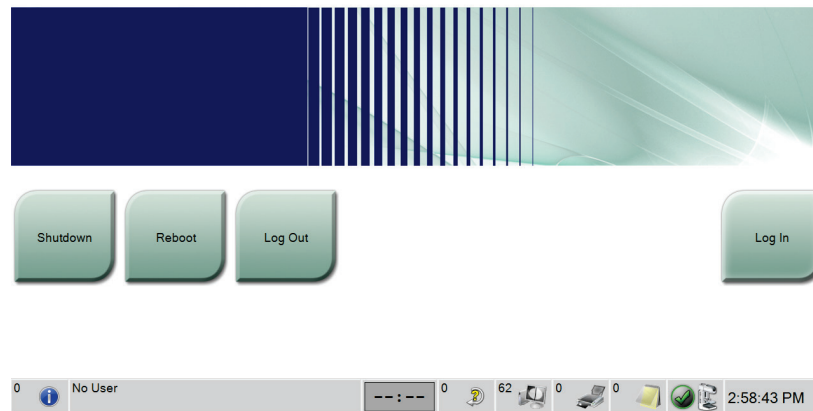 Shutdown
Reboot
Log Out
Log In
0
No User
--:--
0
62
0
0
2:58:43 PM